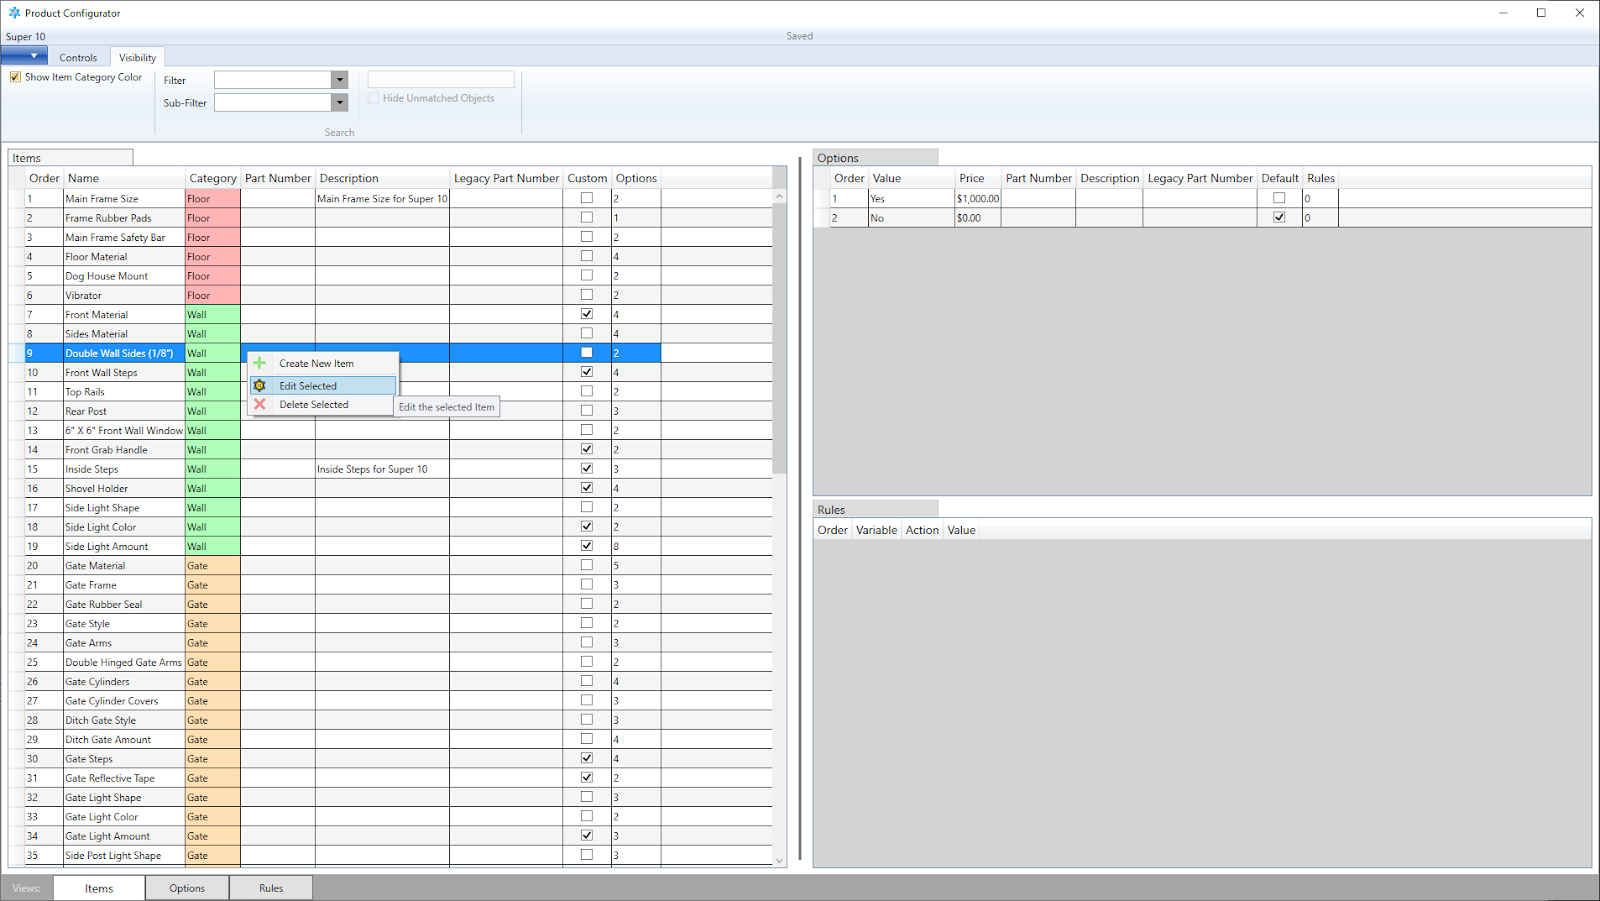 Product Configurator
Super 10 Saved
Controls Visibility
Show Item Category Color Filter
Sub-Filter Hide Unmatched Objects
Search
Items
Order Name Category Part Number Description Legacy Part Number Custom Options
1 Main Frame Size Floor Main Frame Size for Super 10 2
2 Frame Rubber Pads Floor 1
3 Main Frame Safety Bar Floor 2
4 Floor Material Floor 4
5 Dog House Mount Floor 2
6 Vibrator Floor 2
7 Front Material Wall 4
8 Sides Material Wall 4
9 Double Wall Sides (1/8") Wall 2
10 Front Wall Steps Wall 4
11 Top Rails Wall 2
12 Rear Post Wall 3
13 6" X 6" Front Wall Window Wall 2
14 Front Grab Handle Wall 2
15 Inside Steps Wall Inside Steps for Super 10 3
16 Shovel Holder Wall 4
17 Side Light Shape Wall 2
18 Side Light Color Wall 2
19 Side Light Amount Wall 8
20 Gate Material Gate 5
21 Gate Frame Gate 3
22 Gate Rubber Seal Gate 2
23 Gate Style Gate 2
24 Gate Arms Gate 3
25 Double Hinged Gate Arms Gate 2
26 Gate Cylinders Gate 4
27 Gate Cylinder Covers Gate 3
28 Ditch Gate Style Gate 3
29 Ditch Gate Amount Gate 4
30 Gate Steps Gate 4
31 Gate Reflective Tape Gate 2
32 Gate Light Shape Gate 3
33 Gate Light Color Gate 2
34 Gate Light Amount Gate 3
35 Side Post Light Shape Gate 3
Create New Item
Edit Selected
Delete Selected
Edit the selected Item
Options
Order Value Price Part Number Description Legacy Part Number Default Rules
1 Yes $1,000.00 0
2 No $0.00 0
Rules
Order Variable Action Value
Views: Items Options Rules